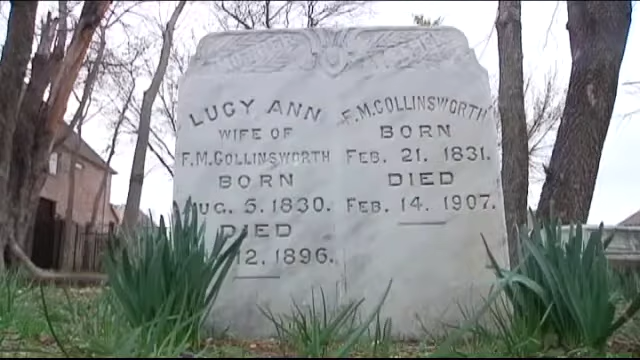 LUCY ANN
WIFE OF
F.M.COLLINSWORTH
BORN
AUG. 5. 1830.
DIED
12. 1896.
F.M.COLLINSWORTH
BORN
FEB. 21. 1831.
DIED
FEB. 14. 1907.